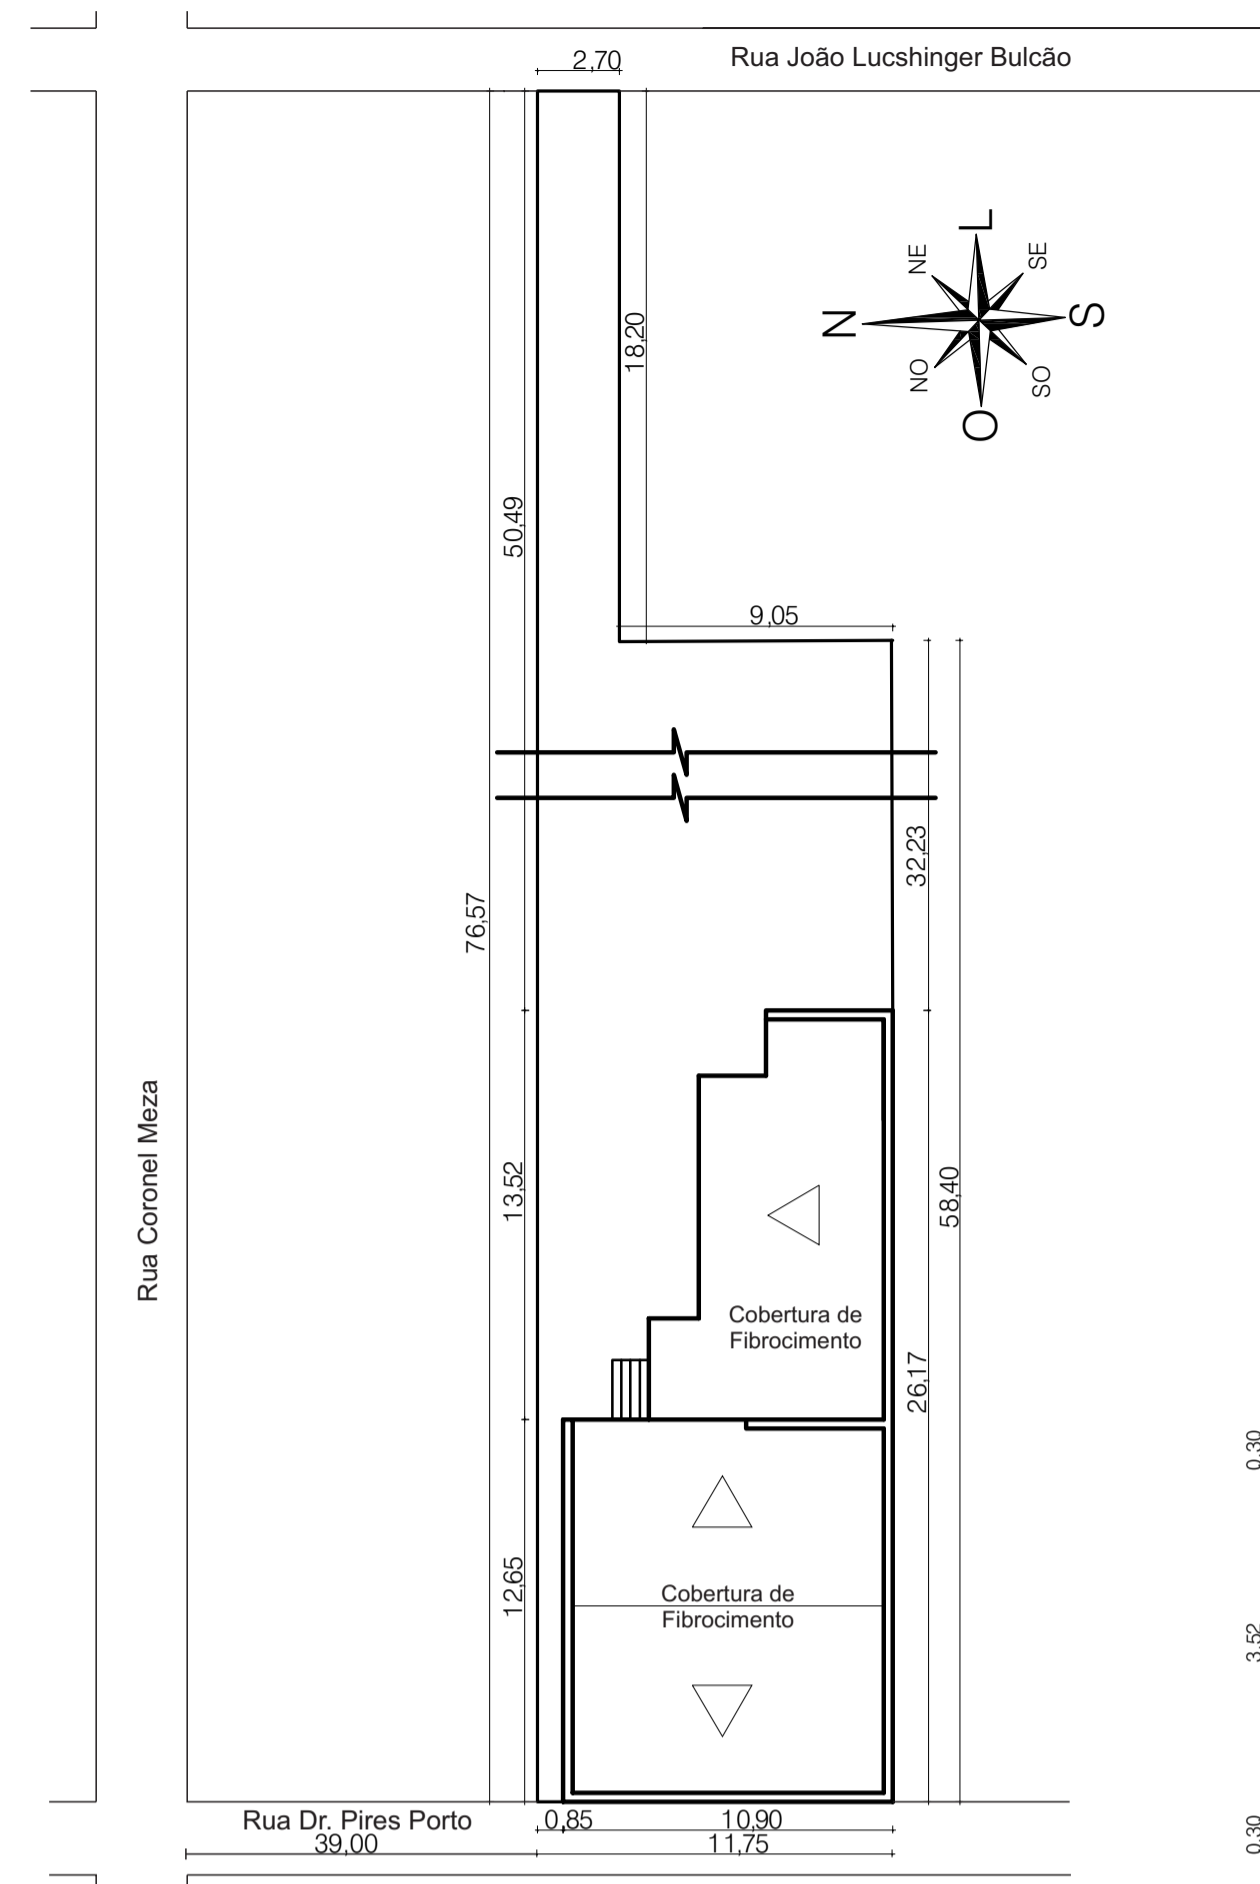 2,70
Rua João Lucshinger Bulcão
L
NE
SE
N
S
NO
SO
O
18,20
50,49
9,05
32,23
76,57
Rua Coronel Meza
13,52
58,40
Cobertura de
Fibrocimento
26,17
0,30
12,65
Cobertura de
Fibrocimento
3,52
Rua Dr. Pires Porto
0,85
10,90
0,30
39,00
11,75